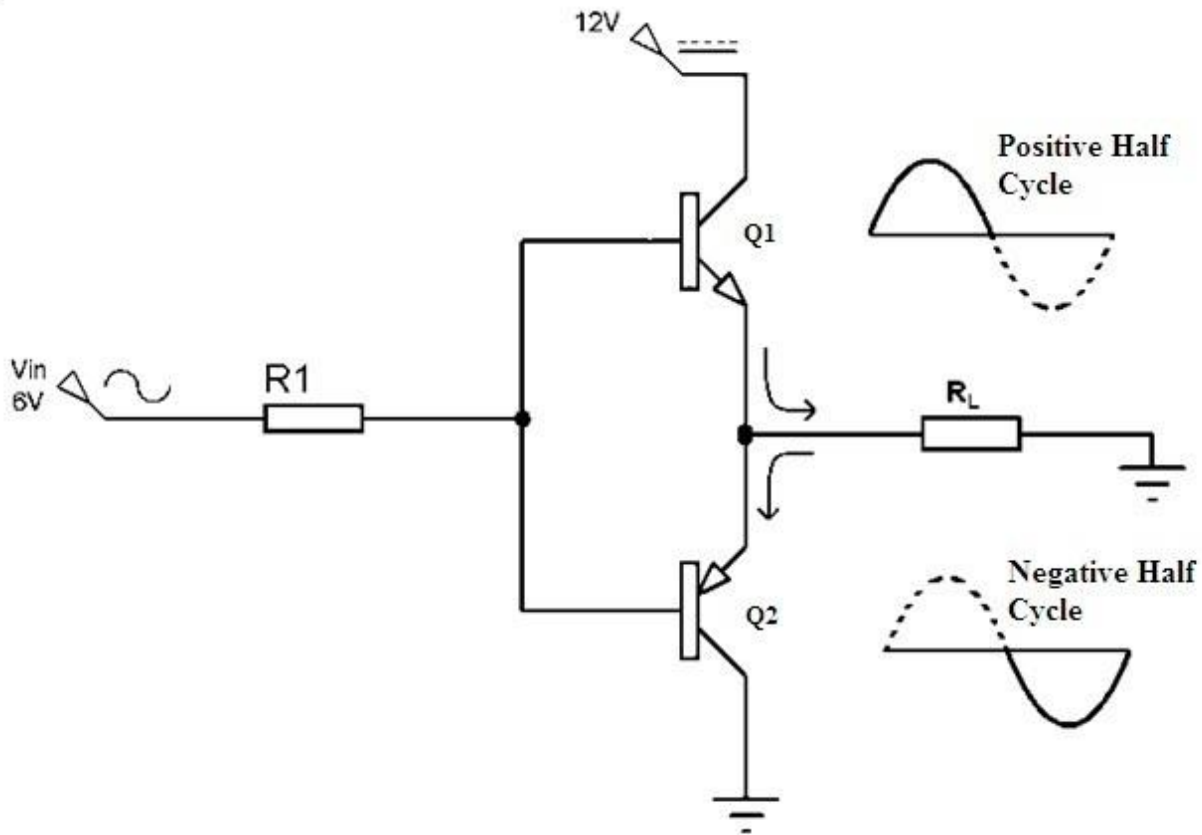 12V
Positive Half
Cycle
Q1
Vin
6V
R1
RL
Negative Half
Cycle
Q2